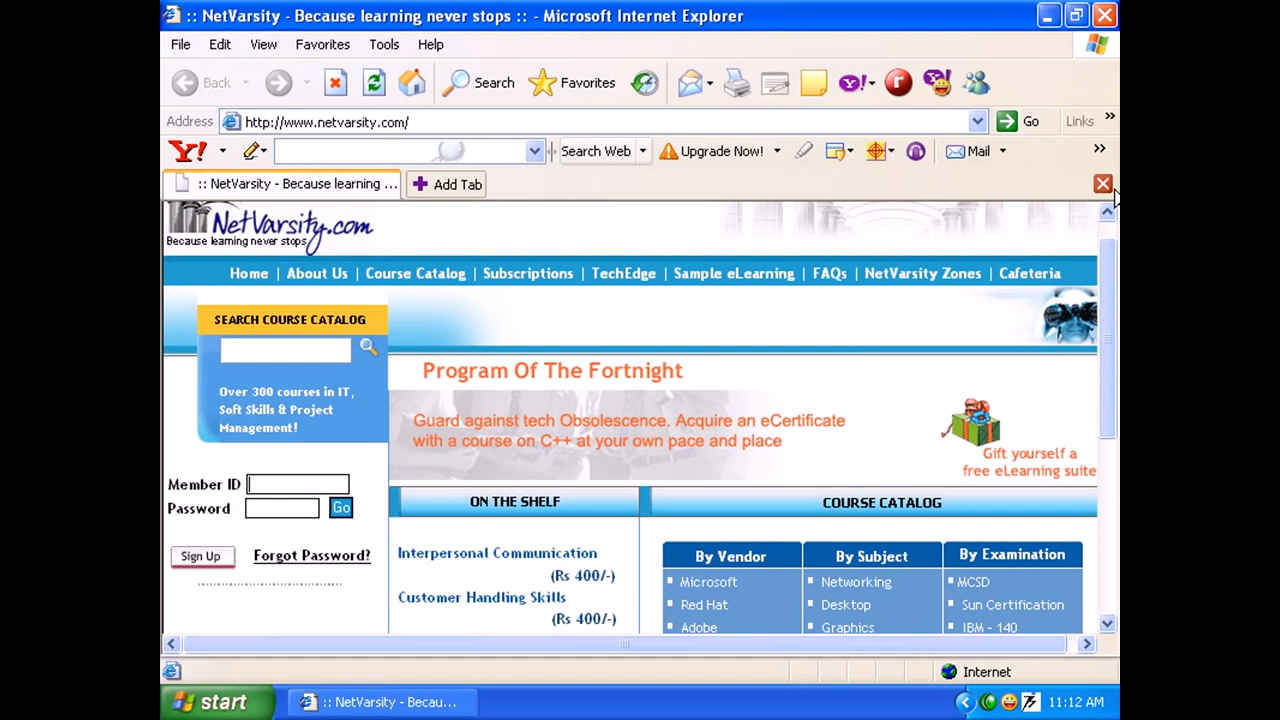 :: NetVarsity - Because learning never stops :: - Microsoft Internet Explorer
File Edit View Favorites Tools Help
Back Search Favorites
Address http://www.netvarsity.com/ Go Links
Y! Search Web Upgrade Now! Mail
:: NetVarsity - Because learning ... Add Tab
NetVarsity.com
Because learning never stops
Home | About Us | Course Catalog | Subscriptions | TechEdge | Sample eLearning | FAQs | NetVarsity Zones | Cafeteria
SEARCH COURSE CATALOG
Over 300 courses in IT,
Soft Skills & Project
Management!
Program Of The Fortnight
Guard against tech Obsolescence. Acquire an eCertificate
with a course on C++ at your own pace and place
Gift yourself a
free eLearning suite
Member ID
Password Go
Sign Up Forgot Password?
ON THE SHELF
Interpersonal Communication
(Rs 400/-)
Customer Handling Skills
(Rs 400/-)
COURSE CATALOG
By Vendor By Subject By Examination
Microsoft Networking MCSD
Red Hat Desktop Sun Certification
Adobe Graphics IBM - 140
Internet
start :: NetVarsity - Becau... 11:12 AM